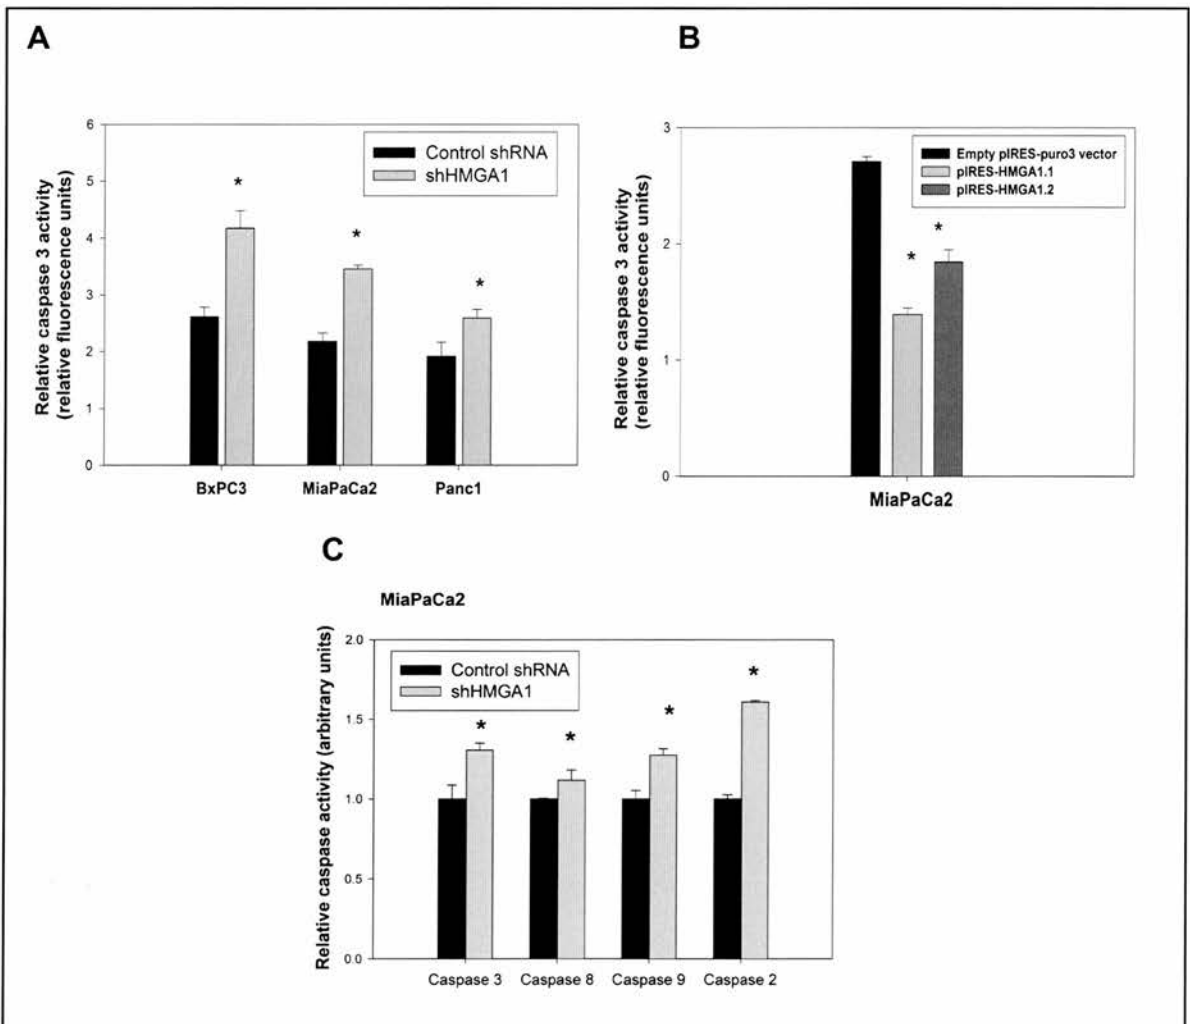 A
Relative caspase 3 activity
(relative fluorescence units)
6
5
4
3
2
1
0
Control shRNA
shHMGA1
*
*
*
BxPC3 MiaPaCa2 Panc1
B
Relative caspase 3 activity
(relative fluorescence units)
3
2
1
0
Empty pIRES-puro3 vector
pIRES-HMGA1.1
pIRES-HMGA1.2
*
*
MiaPaCa2
C
MiaPaCa2
Relative caspase activity (arbitrary units)
2.0
1.5
1.0
0.5
0.0
Control shRNA
shHMGA1
*
*
*
*
Caspase 3 Caspase 8 Caspase 9 Caspase 2